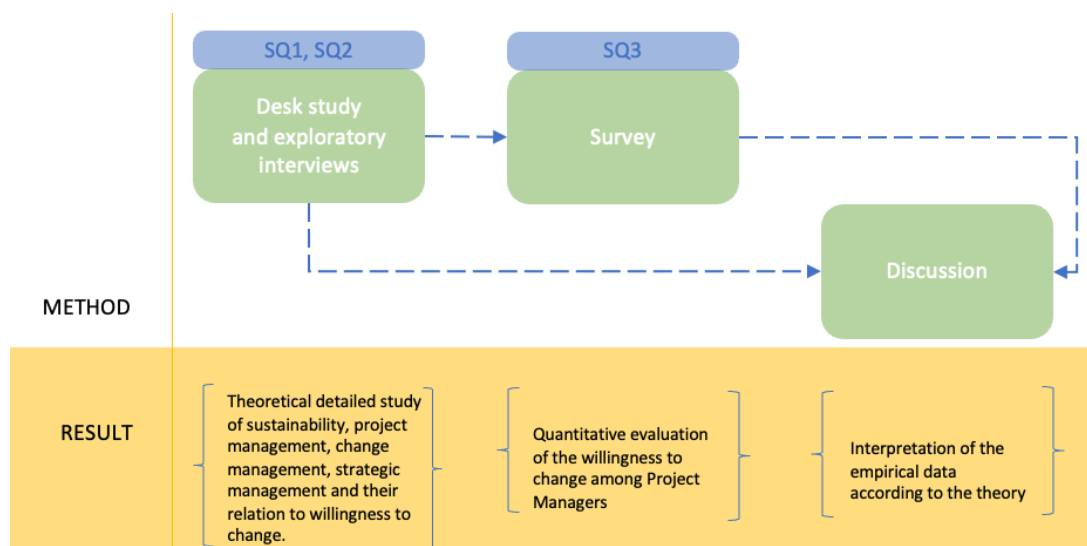 SQ1, SQ2
Desk study
and exploratory
interviews
SQ3
Survey
Discussion
METHOD
RESULT
Theoretical detailed study
of sustainability, project
management, change
management, strategic
management and their
relation to willingness to
change.
Quantitative evaluation
of the willingness to
change among Project
Managers
Interpretation of the
empirical data
according to the theory